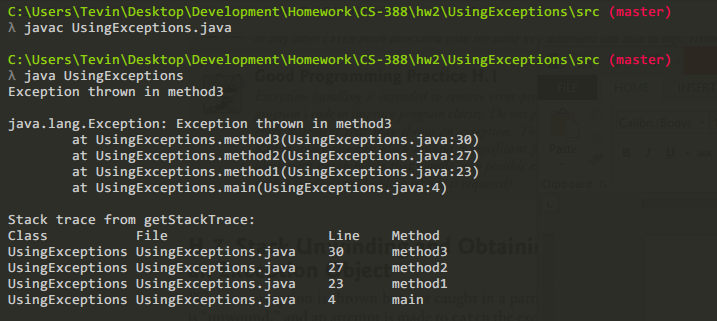 C:\Users\Tevin\Desktop\Development\Homework\CS-388\hw2\UsingExceptions\src (master)
λ javac UsingExceptions.java
C:\Users\Tevin\Desktop\Development\Homework\CS-388\hw2\UsingExceptions\src (master)
λ java UsingExceptions
Exception thrown in method3
java.lang.Exception: Exception thrown in method3
at UsingExceptions.method3(UsingExceptions.java:30)
at UsingExceptions.method2(UsingExceptions.java:27)
at UsingExceptions.method1(UsingExceptions.java:23)
at UsingExceptions.main(UsingExceptions.java:4)
Stack trace from getStackTrace:
Class File Line Method
UsingExceptions UsingExceptions.java 30 method3
UsingExceptions UsingExceptions.java 27 method2
UsingExceptions UsingExceptions.java 23 method1
UsingExceptions UsingExceptions.java 4 main